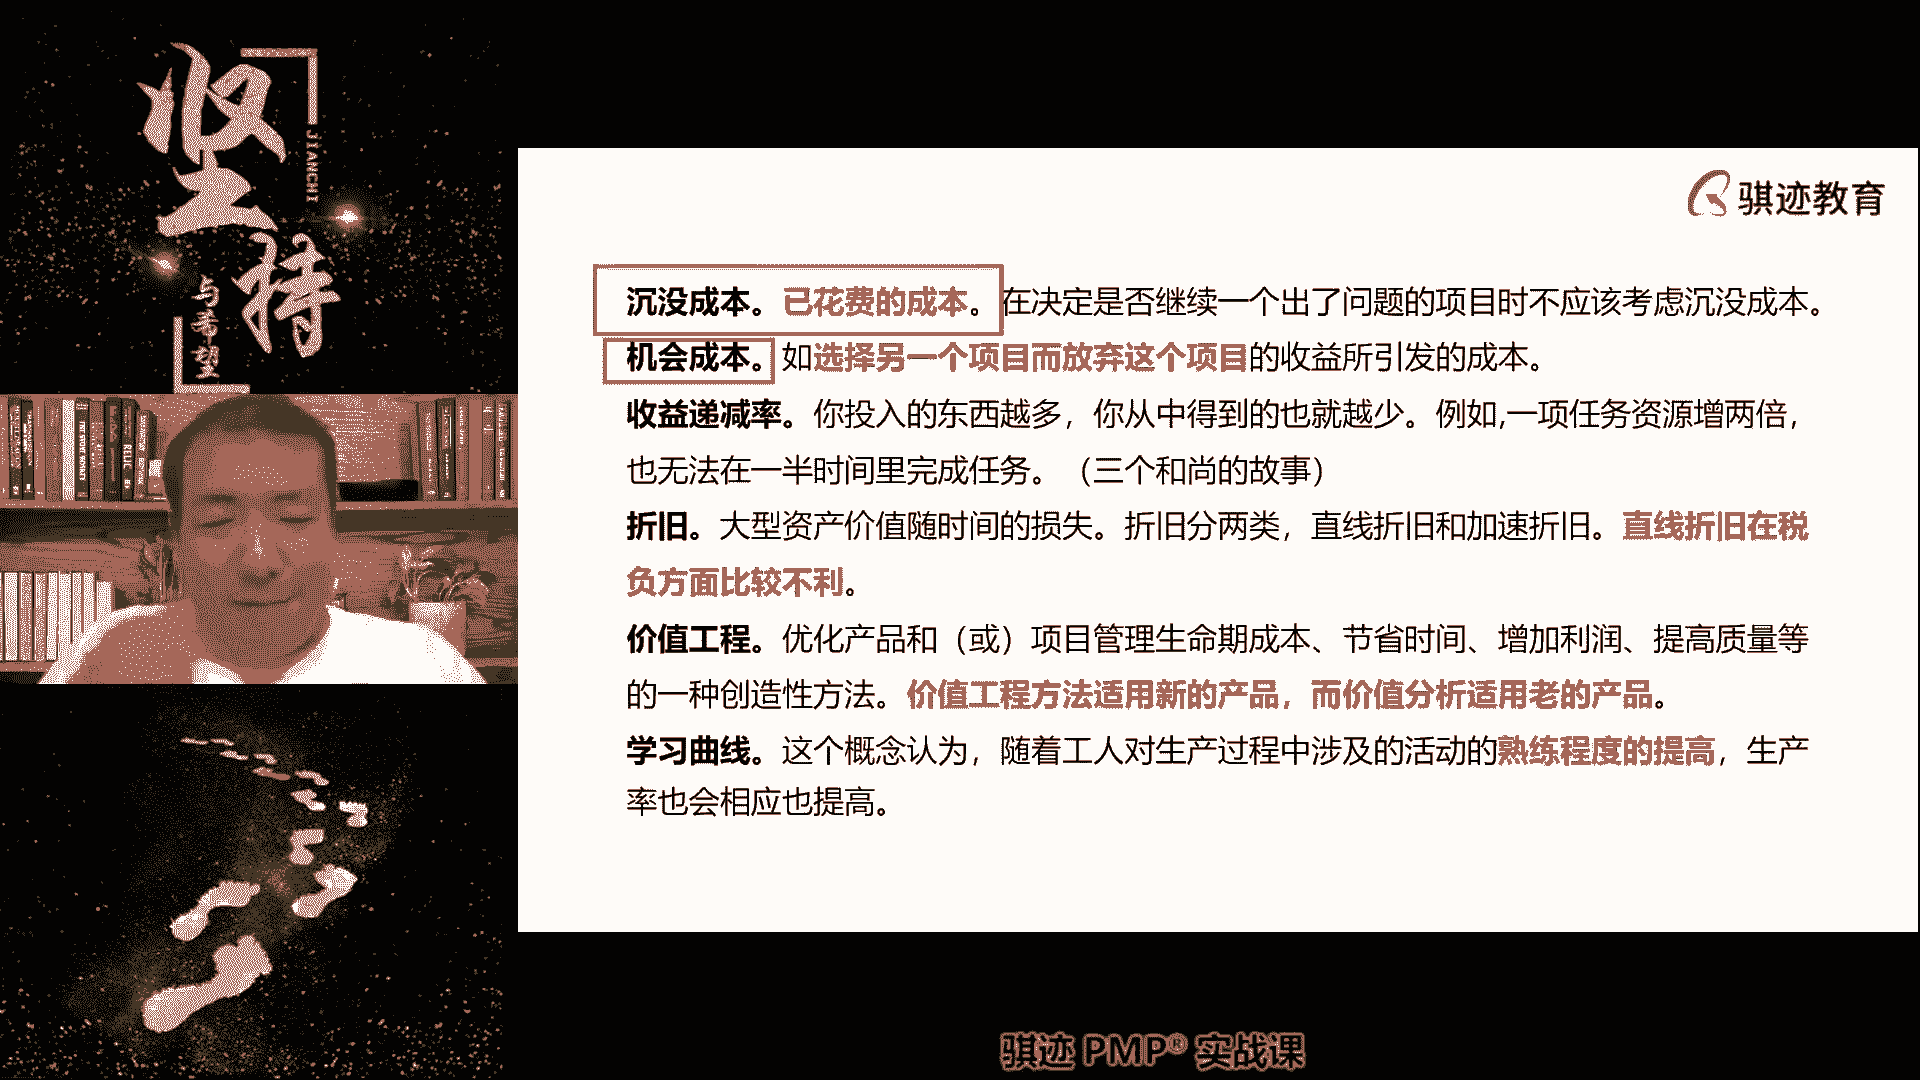 坚持
JIANCHI
与希望
骐迹教育
沉没成本。已花费的成本。在决定是否继续一个出了问题的项目时不应该考虑沉没成本。
机会成本。如选择另一个项目而放弃这个项目的收益所引发的成本。
收益递减率。你投入的东西越多，你从中得到的也就越少。例如,一项任务资源增两倍，
也无法在一半时间里完成任务。（三个和尚的故事）
折旧。大型资产价值随时间的损失。折旧分两类，直线折旧和加速折旧。直线折旧在税
负方面比较不利。
价值工程。优化产品和（或）项目管理生命期成本、节省时间、增加利润、提高质量等
的一种创造性方法。价值工程方法适用新的产品，而价值分析适用老的产品。
学习曲线。这个概念认为，随着工人对生产过程中涉及的活动的熟练程度的提高，生产
率也会相应也提高。
骐迹 PMP® 实战课